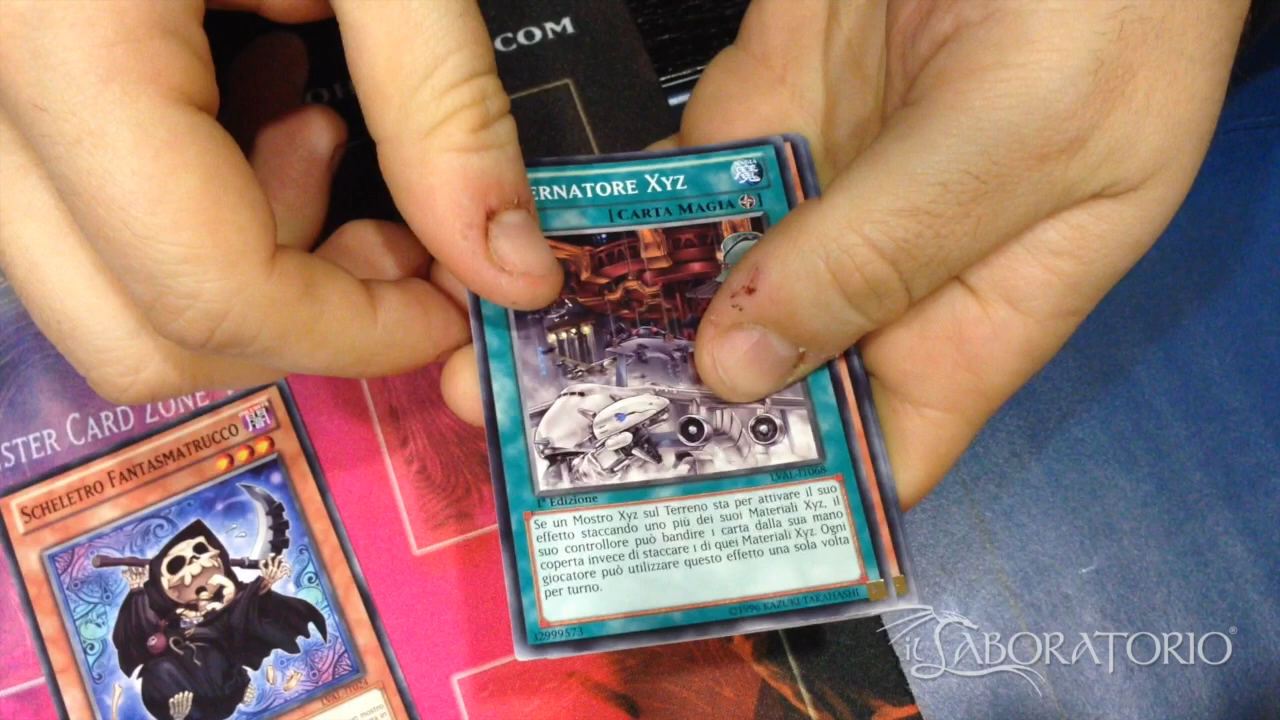 COM
ERNATORE XYZ
[CARTA MAGIA
LVAL-IT068
1ª Edizione
Se un Mostro Xyz sul Terreno sta per attivare il suo
effetto staccando uno più dei suoi Materiali Xyz, il
suo controllore può bandire 1 carta dalla sua mano
coperta invece di staccare 1 di quei Materiali Xyz. Ogni
giocatore può utilizzare questo effetto una sola volta
per turno.
32999573
©1996 KAZUKI TAKAHASHI
STER CARD ZONE
SCHELETRO FANTASMATRUCCO
mostro
IL LABORATORIO®